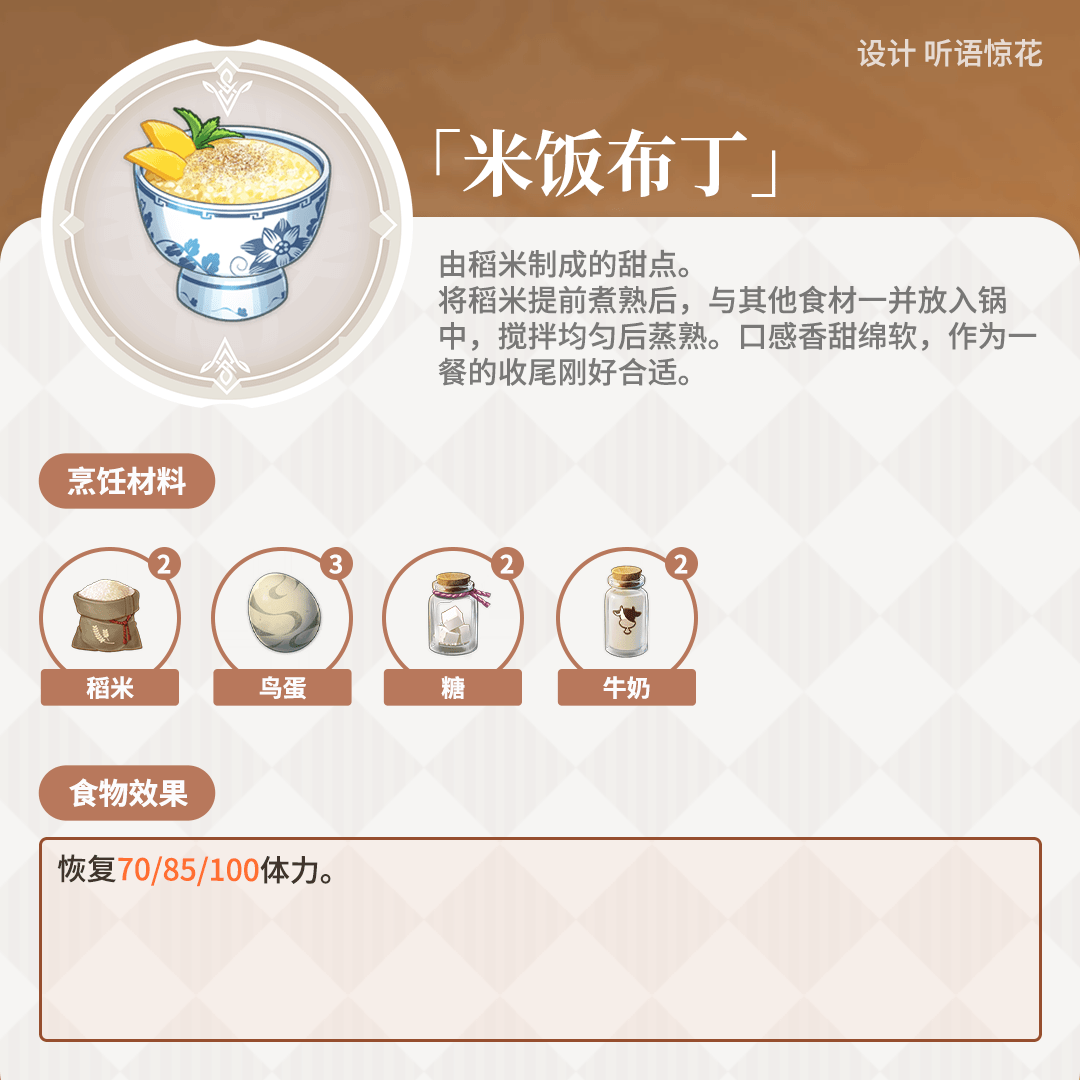 设计 听语惊花
「米饭布丁」
由稻米制成的甜点。
将稻米提前煮熟后，与其他食材一并放入锅
中，搅拌均匀后蒸熟。口感香甜绵软，作为一
餐的收尾刚好合适。
烹饪材料
2 3 2 2
稻米 鸟蛋 糖 牛奶
食物效果
恢复70/85/100体力。